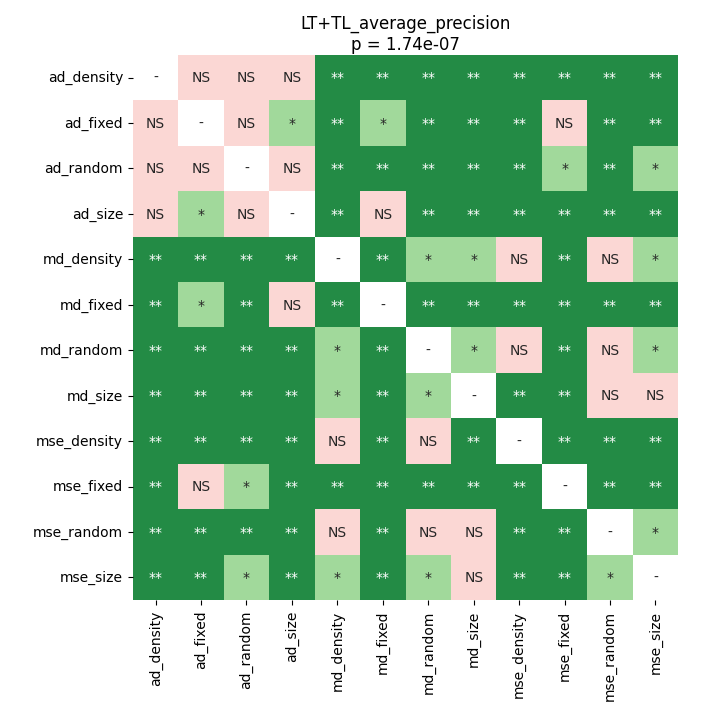 LT+TL_average_precision
p = 1.74e-07
ad_density - NS NS NS ** ** ** ** ** ** ** **
ad_fixed NS - NS * ** * ** ** ** NS ** **
ad_random NS NS - NS ** ** ** ** ** * ** *
ad_size NS * NS - ** NS ** ** ** ** ** **
md_density ** ** ** ** - ** * * NS ** NS *
md_fixed ** * ** NS ** - ** ** ** ** ** **
md_random ** ** ** ** * ** - * NS ** NS *
md_size ** ** ** ** * ** * - ** ** NS NS
mse_density ** ** ** ** NS ** NS ** - ** ** **
mse_fixed ** NS * ** ** ** ** ** ** - ** **
mse_random ** ** ** ** NS ** NS NS ** ** - *
mse_size ** ** * ** * ** * NS ** ** * -
ad_density ad_fixed ad_random ad_size md_density md_fixed md_random md_size mse_density mse_fixed mse_random mse_size